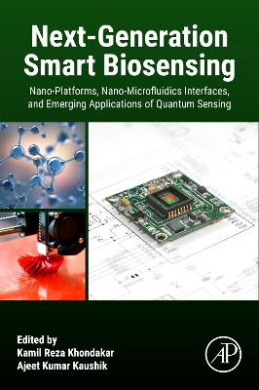 Next-Generation
Smart Biosensing
Nano-Platforms, Nano-Microfluidics Interfaces,
and Emerging Applications of Quantum Sensing
Edited by
Kamil Reza Khondakar
Ajeet Kumar Kaushik
AP